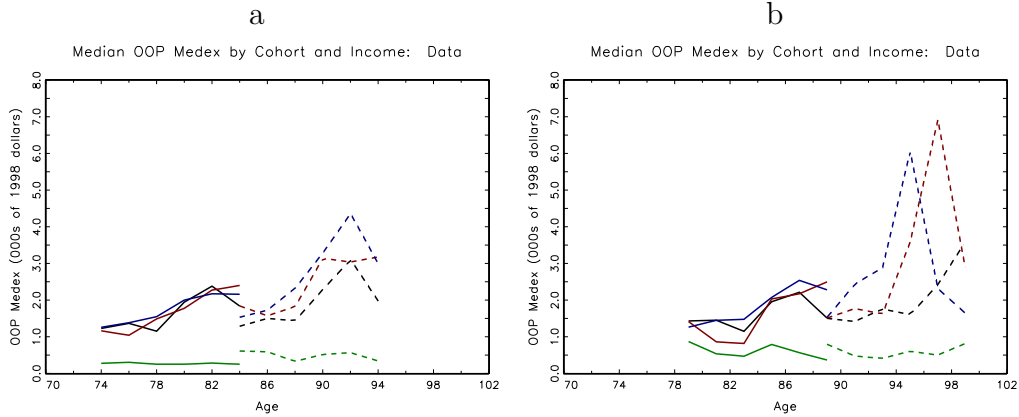 a
Median OOP Medex by Cohort and Income: Data
OOP Medex (000s of 1998 dollars)
8.0
7.0
6.0
5.0
4.0
3.0
2.0
1.0
0.0
70 74 78 82 86 90 94 98 102
Age
b
Median OOP Medex by Cohort and Income: Data
OOP Medex (000s of 1998 dollars)
8.0
7.0
6.0
5.0
4.0
3.0
2.0
1.0
0.0
70 74 78 82 86 90 94 98 102
Age